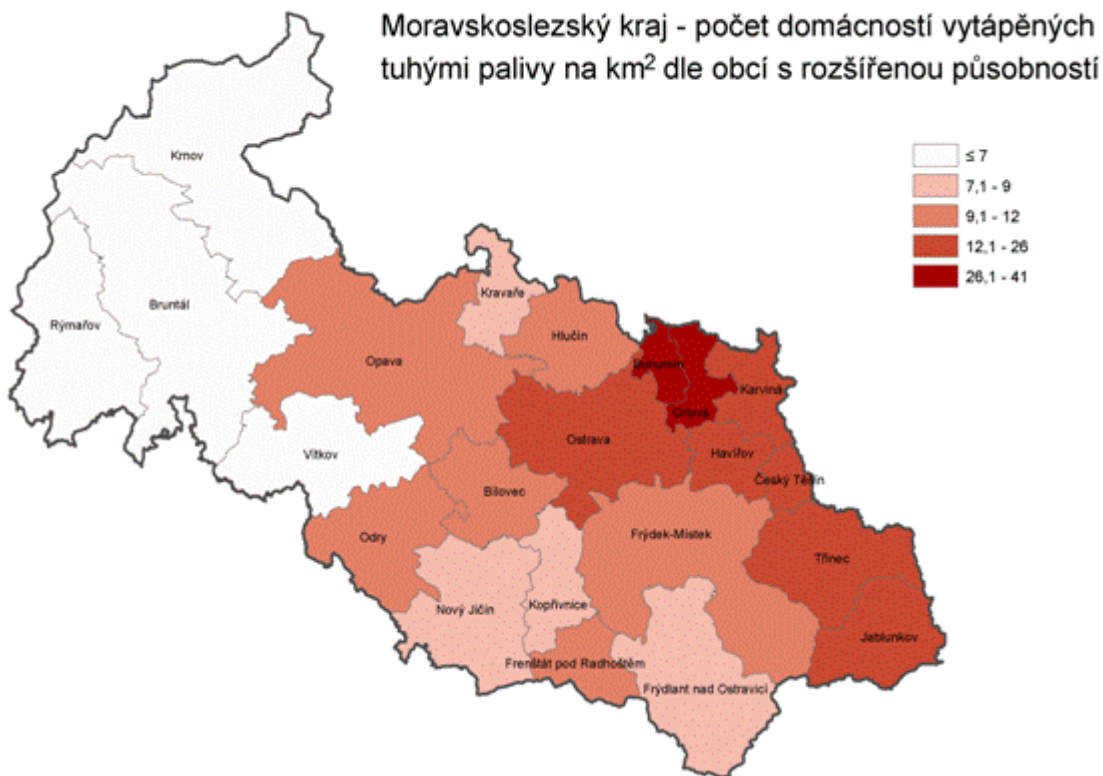 Moravskoslezský kraj - počet domácností vytápěných
tuhými palivy na km² dle obcí s rozšířenou působností
≤ 7
7,1 - 9
9,1 - 12
12,1 - 26
26,1 - 41
Krnov
Bruntál
Rýmařov
Kravaře
Hlučín
Opava
Bohumín
Karviná
Orlová
Ostrava
Havířov
Vítkov
Český Těšín
Bílovec
Odry
Frýdek-Místek
Třinec
Kopřivnice
Nový Jičín
Jablunkov
Frenštát pod Radhoštěm
Frýdlant nad Ostravicí